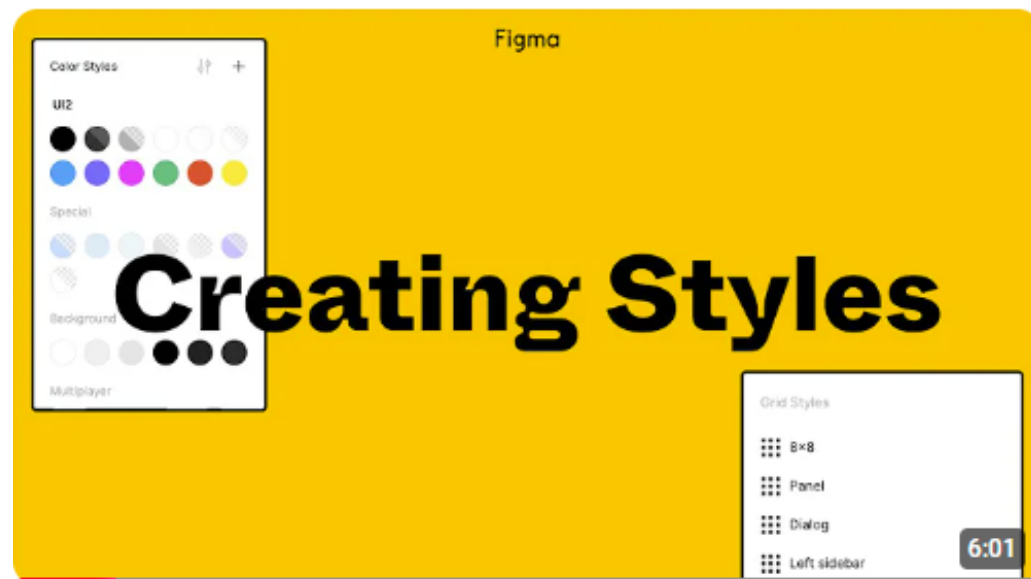 Figma
Color Styles
UI2
Special
Background
Multiplayer
Creating Styles
Grid Styles
8×8
Panel
Dialog
Left sidebar
6:01